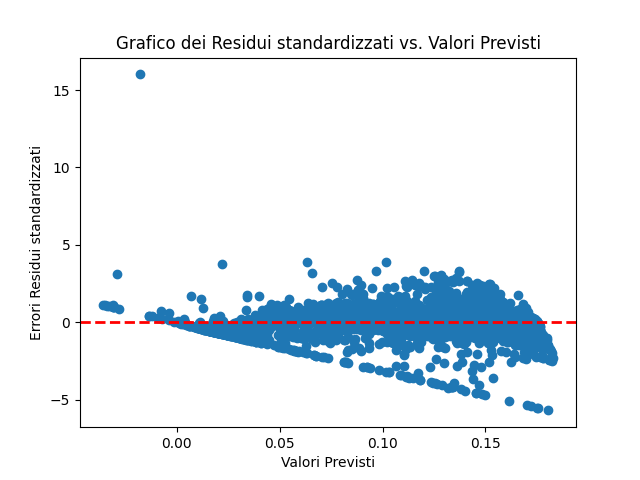 Grafico dei Residui standardizzati vs. Valori Previsti
Errori Residui standardizzati
15
10
5
0
−5
0.00 0.05 0.10 0.15
Valori Previsti